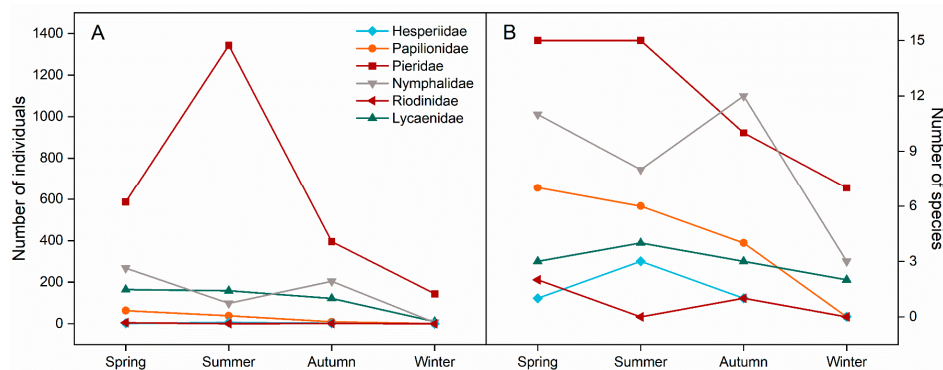 A
B
Hesperiidae
Papilionidae
Pieridae
Nymphalidae
Riodinidae
Lycaenidae
Number of individuals
1400
1200
1000
800
600
400
200
0
Spring
Summer
Autumn
Winter
Spring
Summer
Autumn
Winter
15
12
9
6
3
0
Number of species